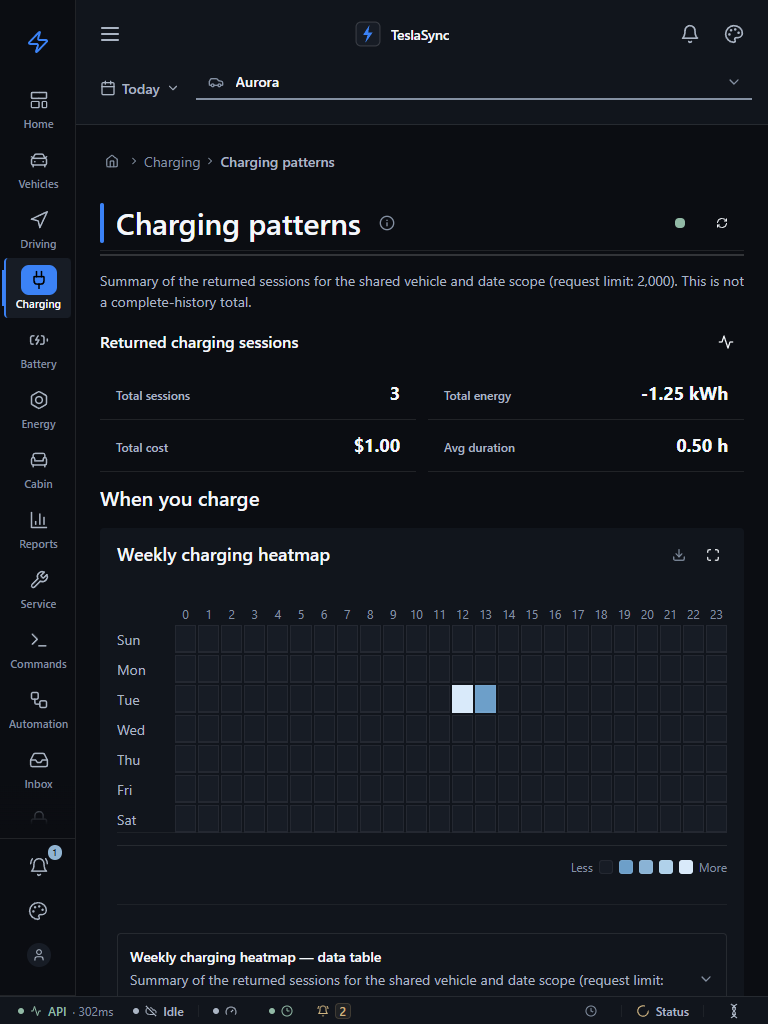 TeslaSync
Today
Aurora
Home
Vehicles
Driving
Charging
Battery
Energy
Cabin
Reports
Service
Commands
Automation
Inbox
1
Charging
Charging patterns
Charging patterns
Summary of the returned sessions for the shared vehicle and date scope (request limit: 2,000). This is not
a complete-history total.
Returned charging sessions
Total sessions 3
Total energy -1.25 kWh
Total cost $1.00
Avg duration 0.50 h
When you charge
Weekly charging heatmap
0 1 2 3 4 5 6 7 8 9 10 11 12 13 14 15 16 17 18 19 20 21 22 23
Sun
Mon
Tue
Wed
Thu
Fri
Sat
Less More
Weekly charging heatmap — data table
Summary of the returned sessions for the shared vehicle and date scope (request limit:
API · 302ms Idle 2 Status